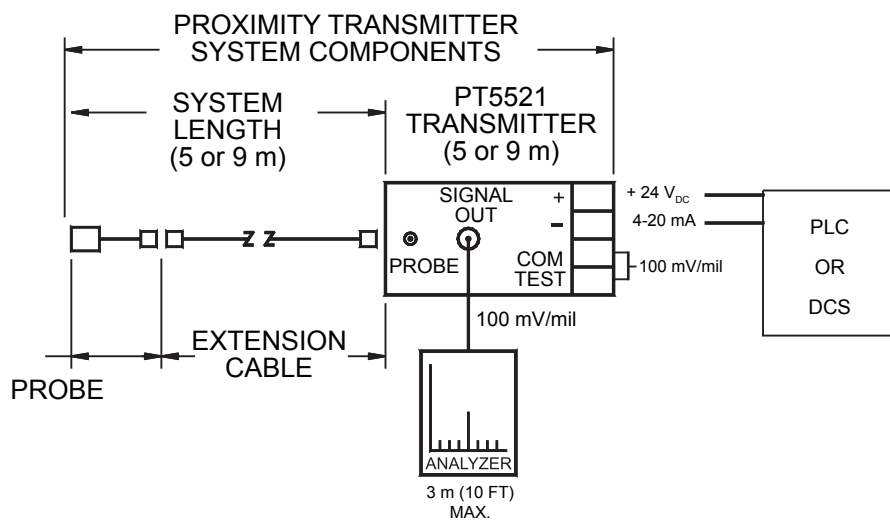 PROXIMITY TRANSMITTER
SYSTEM COMPONENTS
SYSTEM
LENGTH
(5 or 9 m)
PT5521
TRANSMITTER
(5 or 9 m)
SIGNAL
OUT
+
-
PROBE
COM
TEST
+ 24 VDC
4-20 mA
100 mV/mil
PLC
OR
DCS
100 mV/mil
EXTENSION
CABLE
PROBE
ANALYZER
3 m (10 FT)
MAX.